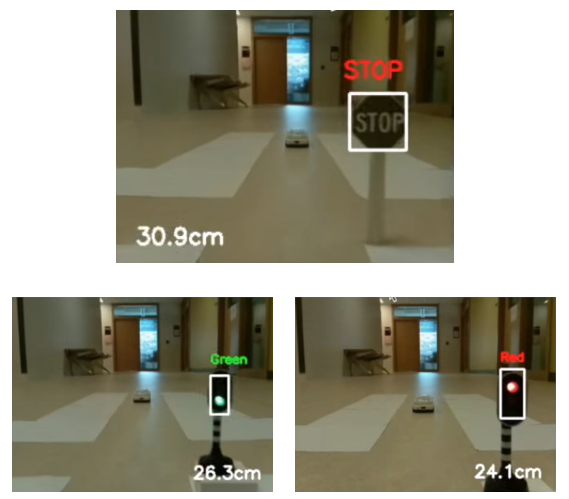 STOP
STOP
30.9cm
Green
26.3cm
Red
24.1cm